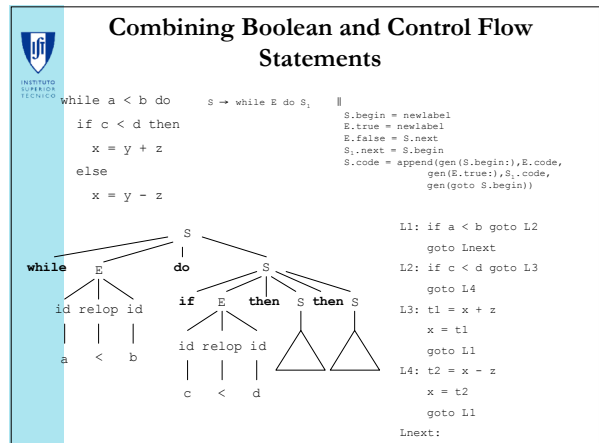 Combining Boolean and Control Flow
Statements
INSTITUTO
SUPERIOR
TECNICO
while a < b do
if c < d then
x = y + z
else
x = y - z
S → while E do S1 ||
S.begin = newlabel
E.true = newlabel
E.false = S.next
S1.next = S.begin
S.code = append(gen(S.begin:),E.code,
gen(E.true:),S1.code,
gen(goto S.begin))
S
while E do S
id relop id
a < b
if E then S then S
id relop id
c < d
L1: if a < b goto L2
goto Lnext
L2: if c < d goto L3
goto L4
L3: t1 = x + z
x = t1
goto L1
L4: t2 = x - z
x = t2
goto L1
Lnext: